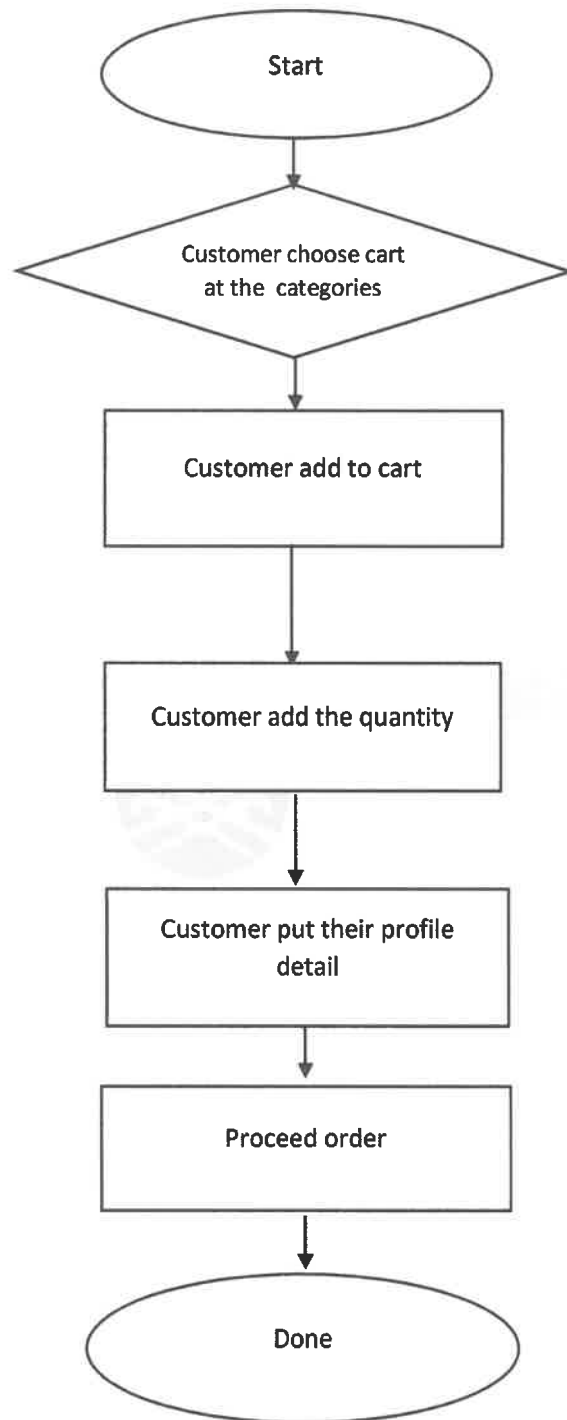 Start
Customer choose cart
at the categories
Customer add to cart
Customer add the quantity
Customer put their profile
detail
Proceed order
Done